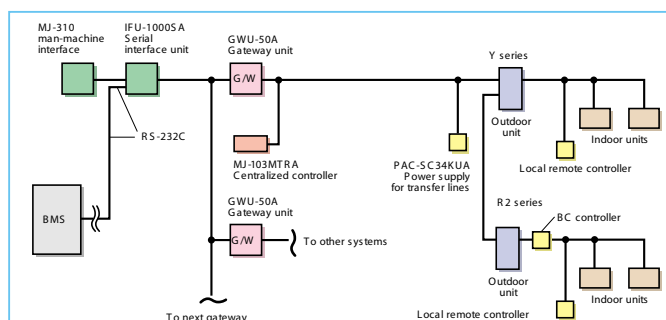 MJ-310
man-machine
interface
IFU-1000SA
Serial
interface unit
GWU-50A
Gateway unit
G/W
Y series
Outdoor
unit
Indoor units
Local remote controller
RS-232C
MJ-103MTRA
Centralized controller
PAC-SC34KUA
Power supply
for transfer lines
BMS
GWU-50A
Gateway unit
G/W
To other systems
R2 series
BC controller
Outdoor
unit
Indoor units
Local remote controller
To next gateway